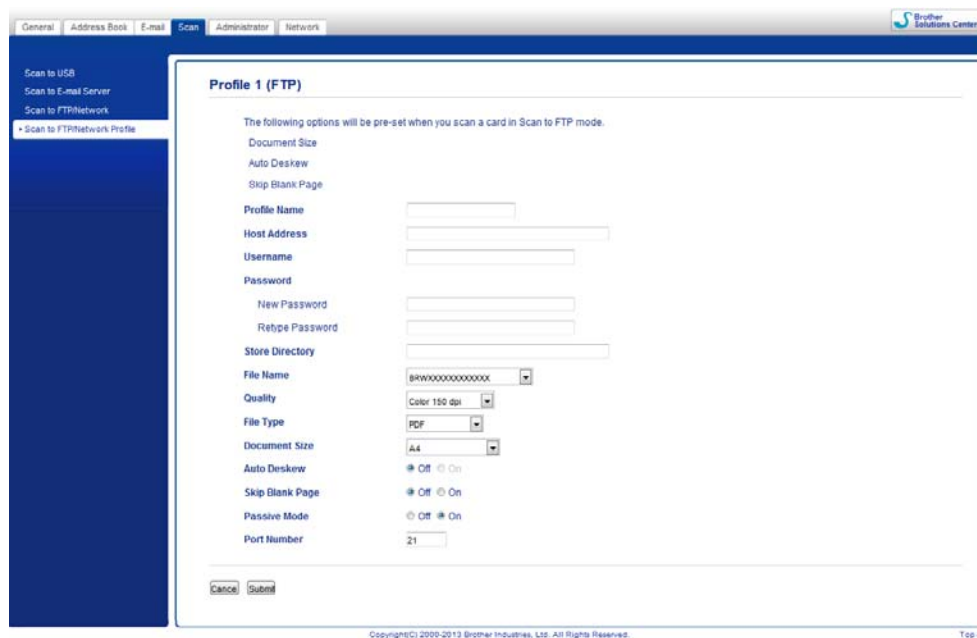 General Address Book E-mail Scan Administrator Network
Brother Solutions Center
Scan to USB
Scan to E-mail Server
Scan to FTP/Network
Scan to FTP/Network Profile
Profile 1 (FTP)
The following options will be pre-set when you scan a card in Scan to FTP mode.
Document Size
Auto Deskew
Skip Blank Page
Profile Name
Host Address
Username
Password
New Password
Retype Password
Store Directory
File Name BRWXXXXXXXXXXXX
Quality Color 150 dpi
File Type PDF
Document Size A4
Auto Deskew Off On
Skip Blank Page Off On
Passive Mode Off On
Port Number 21
Cancel Submit
Copyright(C) 2000-2013 Brother Industries, Ltd. All Rights Reserved. Top